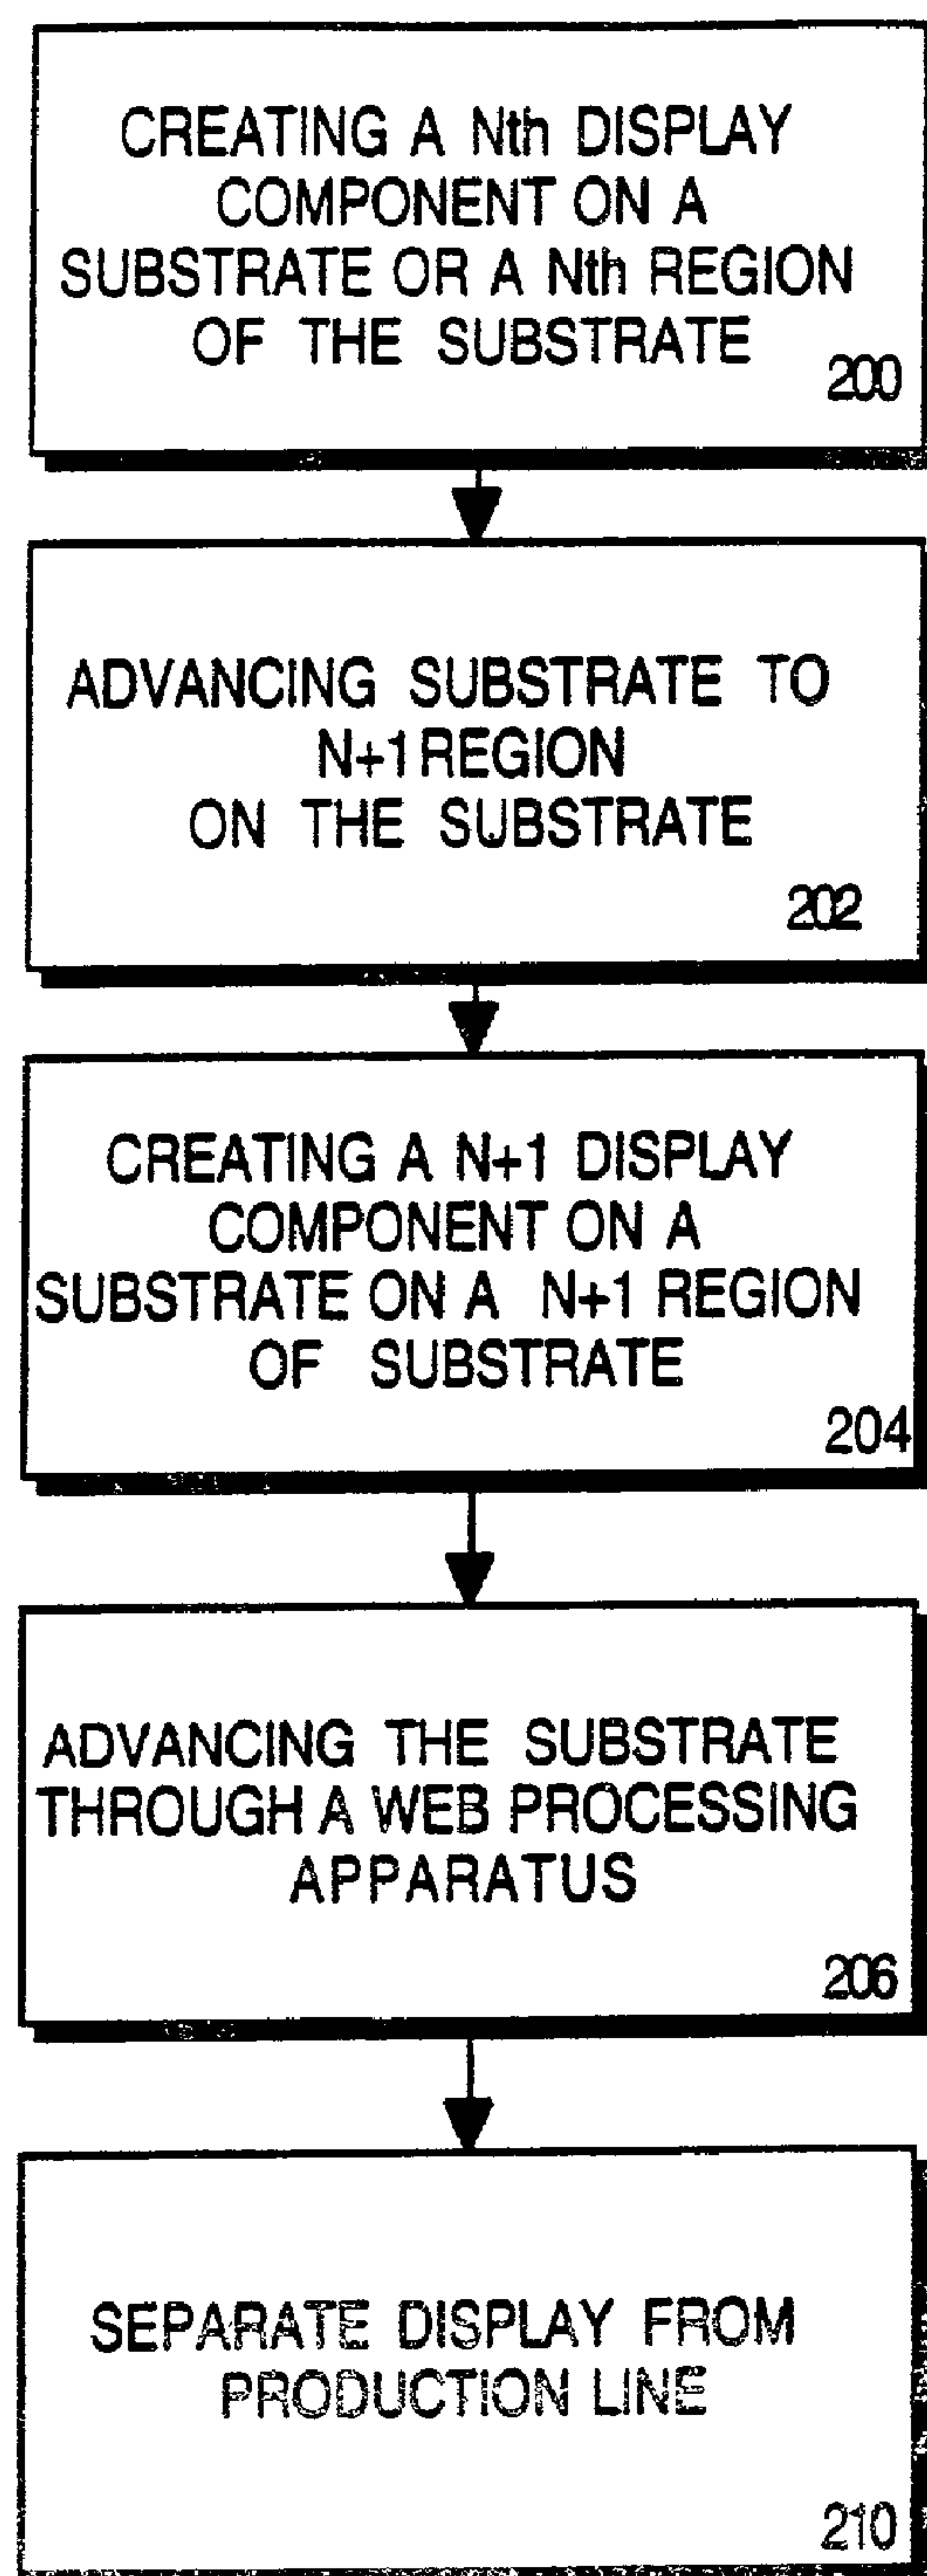 CREATING A Nth DISPLAY
COMPONENT ON A
SUBSTRATE OR A Nth REGION
OF THE SUBSTRATE
200
ADVANCING SUBSTRATE TO
N+1 REGION
ON THE SUBSTRATE
202
CREATING A N+1 DISPLAY
COMPONENT ON A
SUBSTRATE ON A N+1 REGION
OF SUBSTRATE
204
ADVANCING THE SUBSTRATE
THROUGH A WEB PROCESSING
APPARATUS
206
SEPARATE DISPLAY FROM
PRODUCTION LINE
210